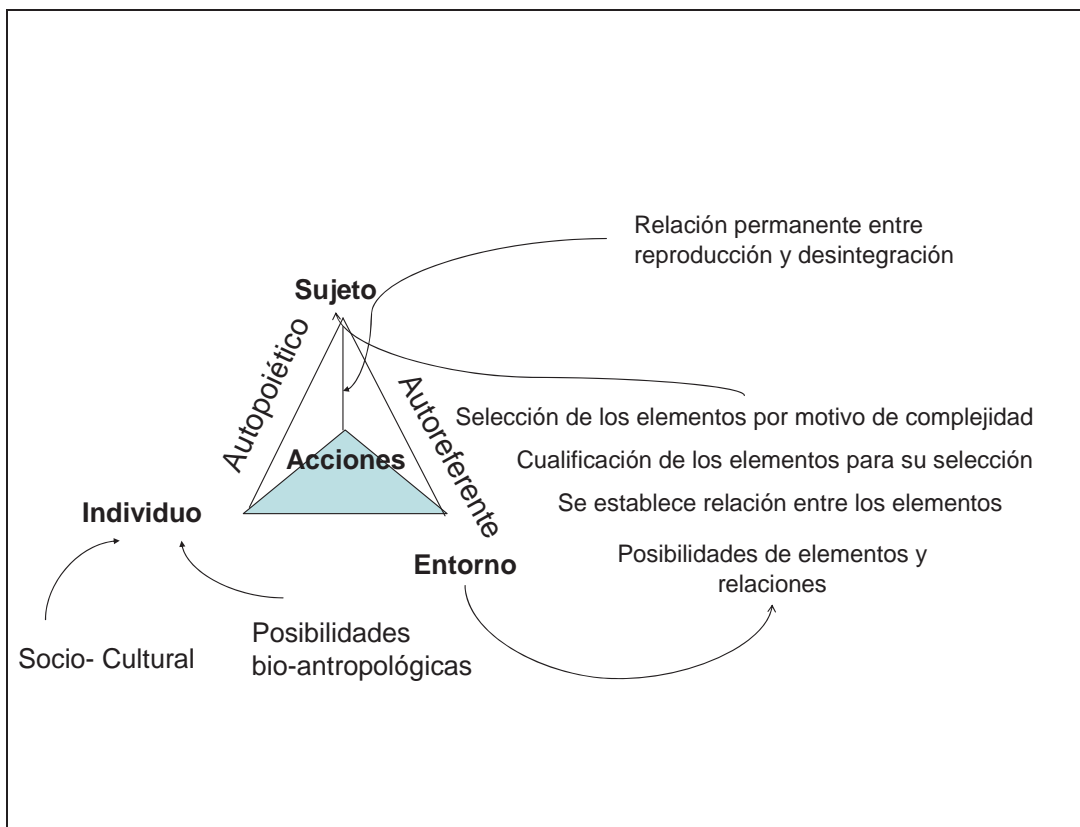 Relación permanente entre
reproducción y desintegración
Sujeto
Autopoiético
Autoreferente
Selección de los elementos por motivo de complejidad
Acciones
Cualificación de los elementos para su selección
Se establece relación entre los elementos
Individuo
Posibilidades de elementos y
relaciones
Entorno
Posibilidades
bio-antropológicas
Socio- Cultural